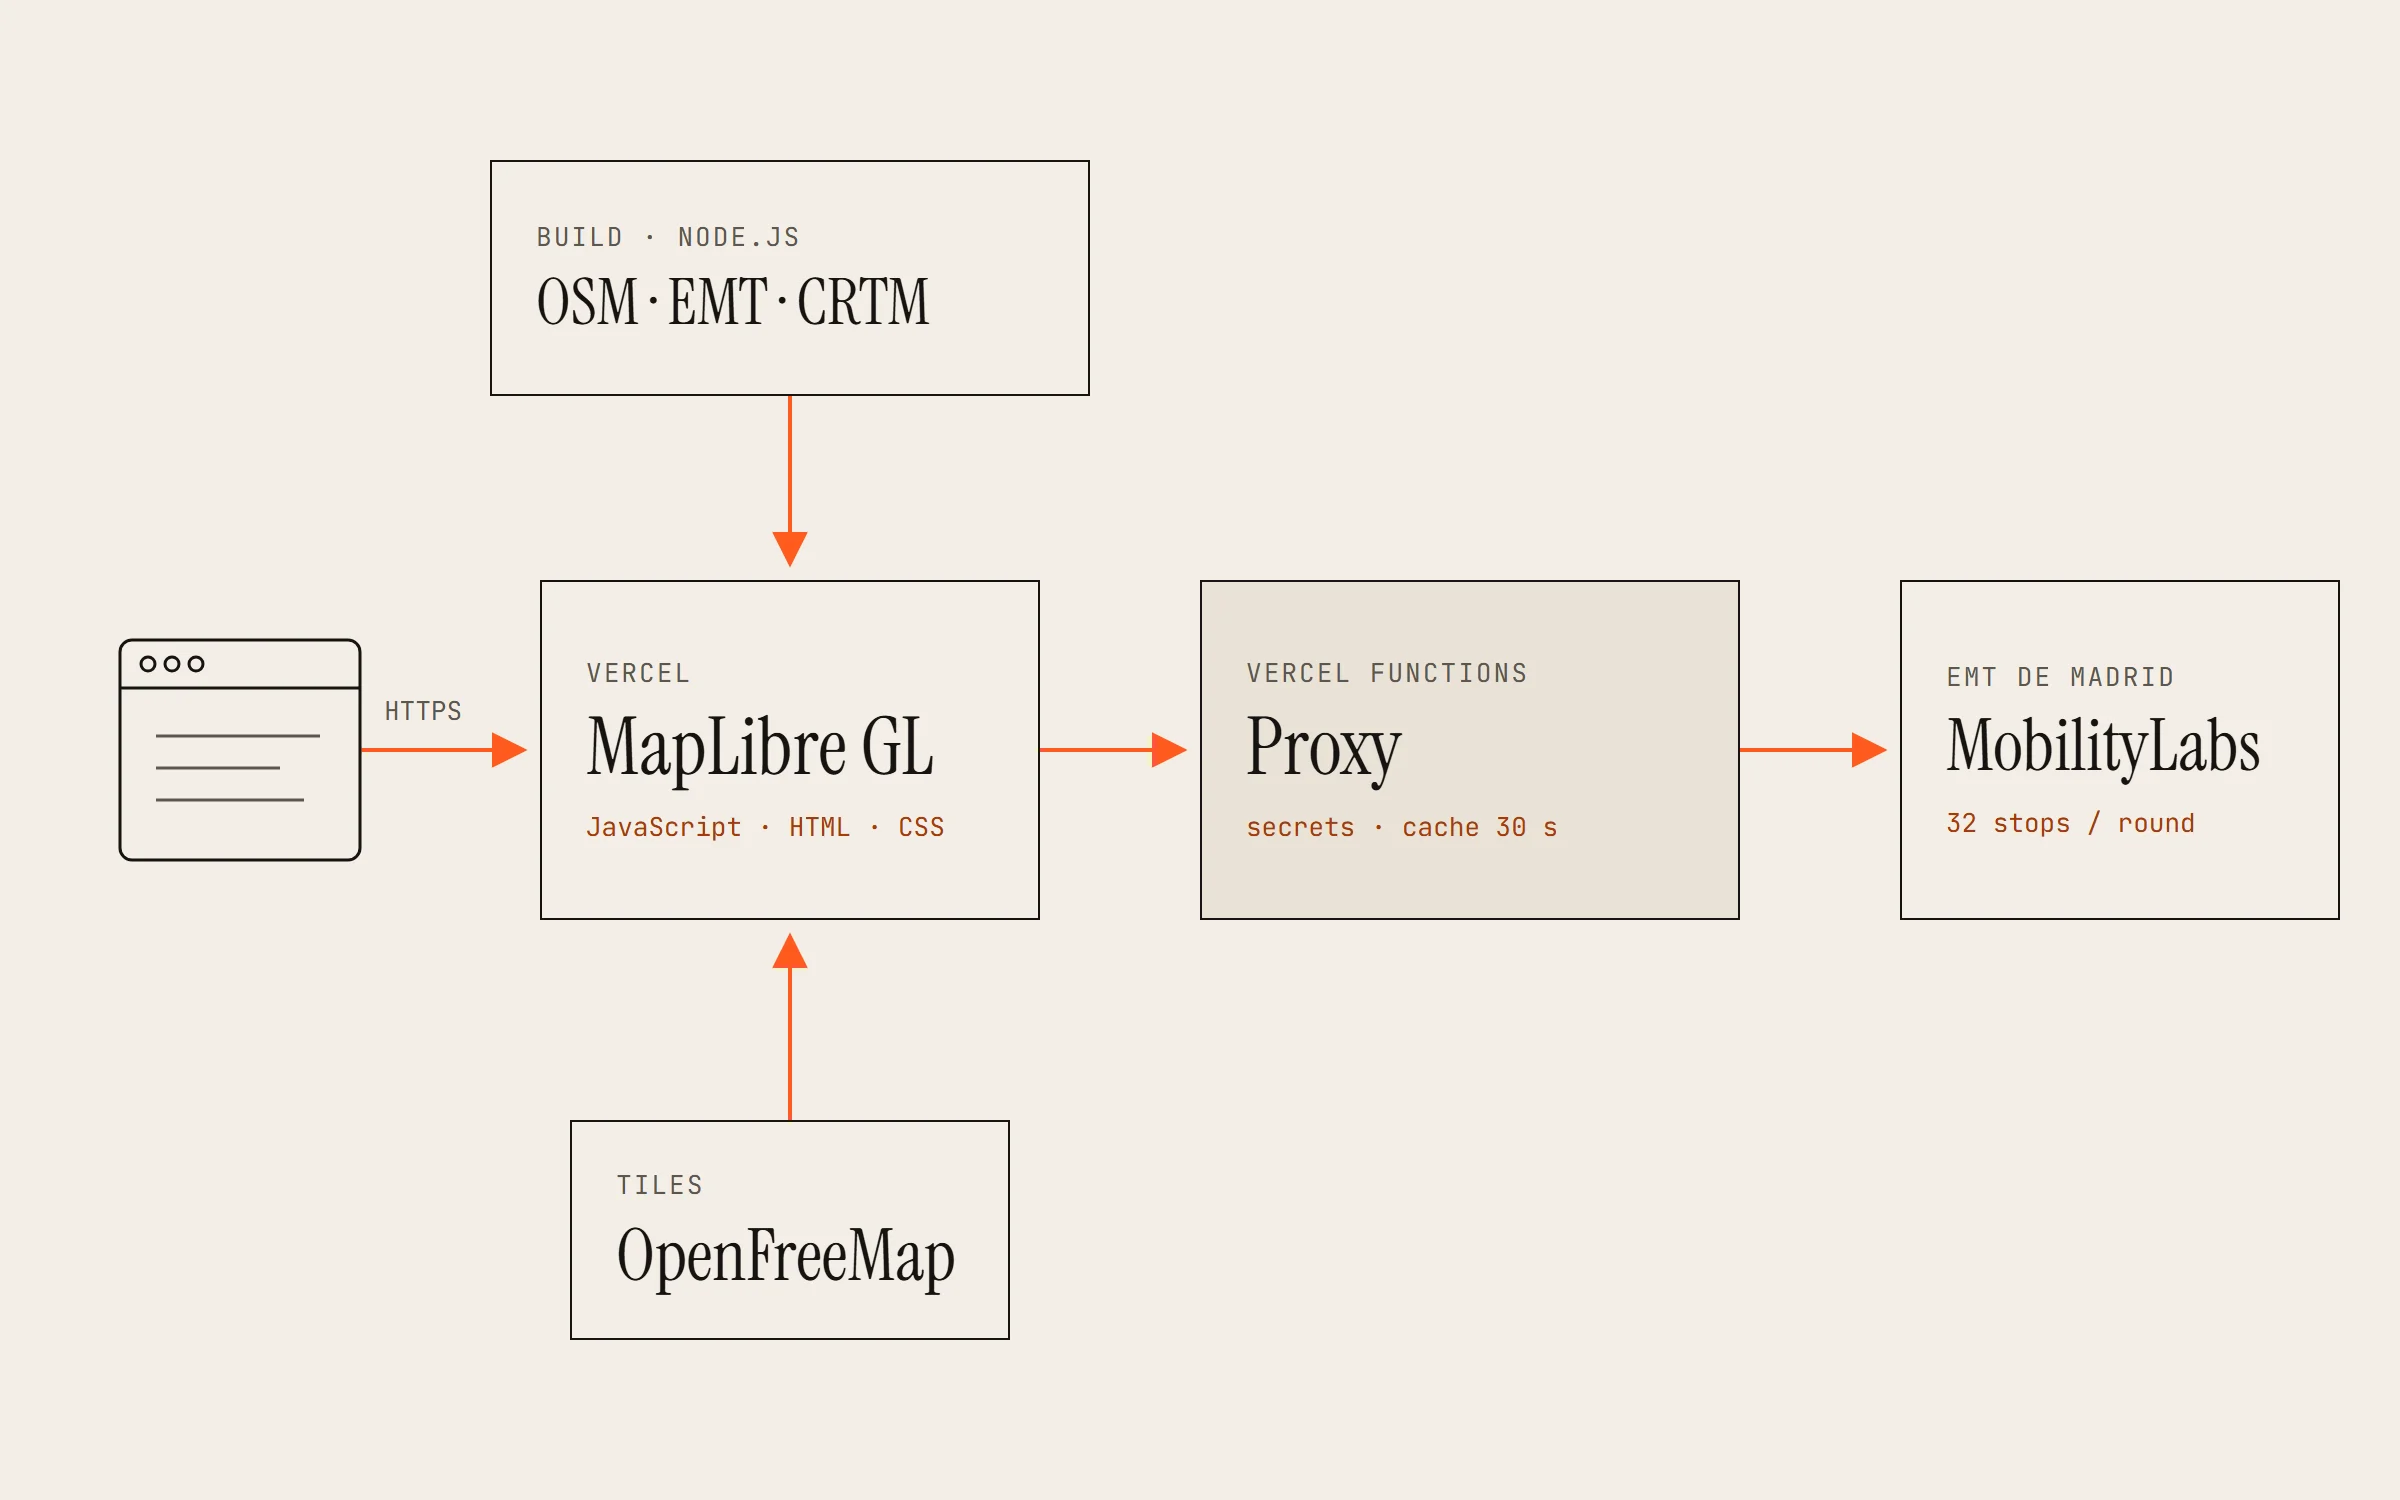 BUILD · NODE.JS
OSM · EMT · CRTM
HTTPS
VERCEL
MapLibre GL
JavaScript · HTML · CSS
VERCEL FUNCTIONS
Proxy
secrets · cache 30 s
EMT DE MADRID
MobilityLabs
32 stops / round
TILES
OpenFreeMap